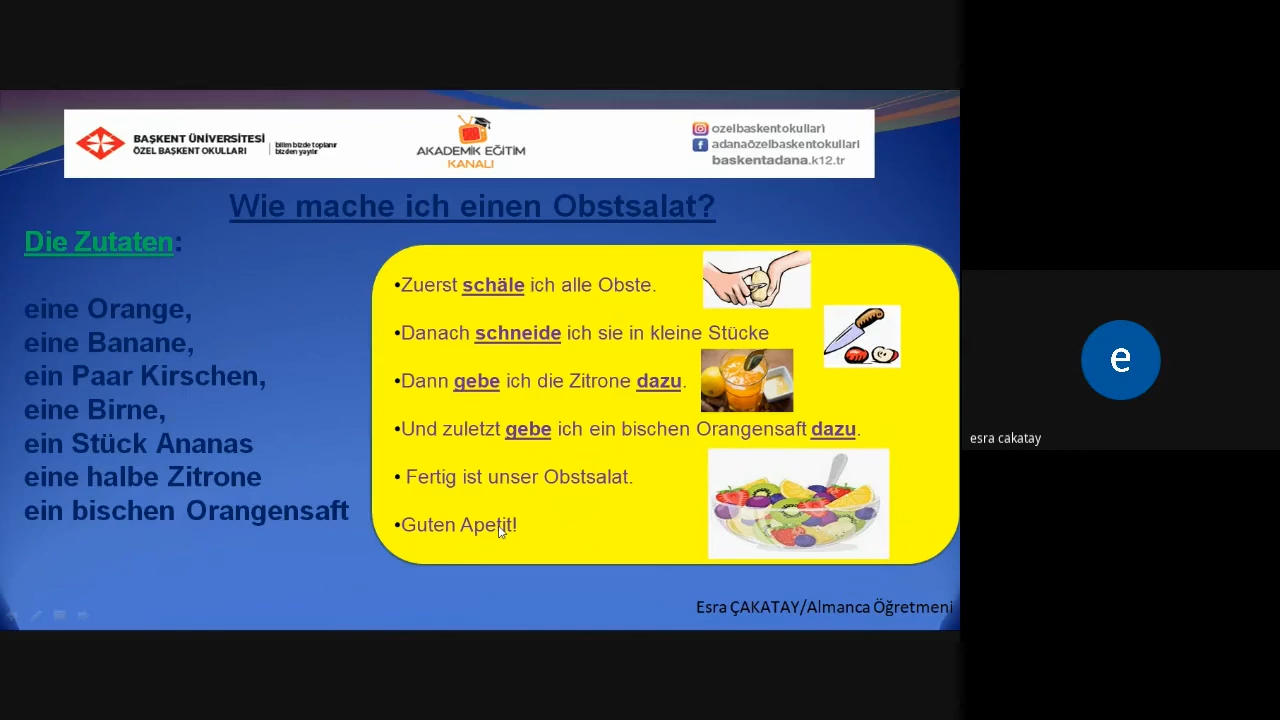 BAŞKENT ÜNİVERSİTESİ
ÖZEL BAŞKENT OKULLARI
bilim bizde toplanır
bizden yayılır
AKADEMİK EĞİTİM
KANALI
ozelbaskentokullari
adanaözelbaskentokullari
baskentadana.k12.tr
Wie mache ich einen Obstsalat?
Die Zutaten:
eine Orange,
eine Banane,
ein Paar Kirschen,
eine Birne,
ein Stück Ananas
eine halbe Zitrone
ein bischen Orangensaft
•Zuerst schäle ich alle Obste.
•Danach schneide ich sie in kleine Stücke
•Dann gebe ich die Zitrone dazu.
•Und zuletzt gebe ich ein bischen Orangensaft dazu.
• Fertig ist unser Obstsalat.
•Guten Apetit!
Esra ÇAKATAY/Almanca Öğretmeni
e
esra cakatay